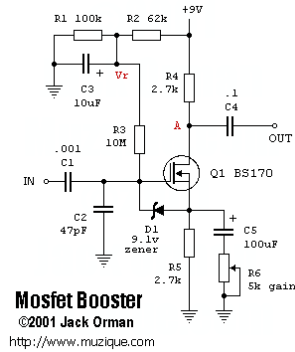 R1 100k
R2 62k
+9V
+
Vr
C3
10uF
R4
2.7k
.1
C4
A
OUT
R3
10M
.001
C1
Q1 BS170
IN
C2
47pF
D1
9.1v
zener
+
C5
100uF
R5
2.7k
R6
5k gain
Mosfet Booster
©2001 Jack Orman
http://www.muzique.com